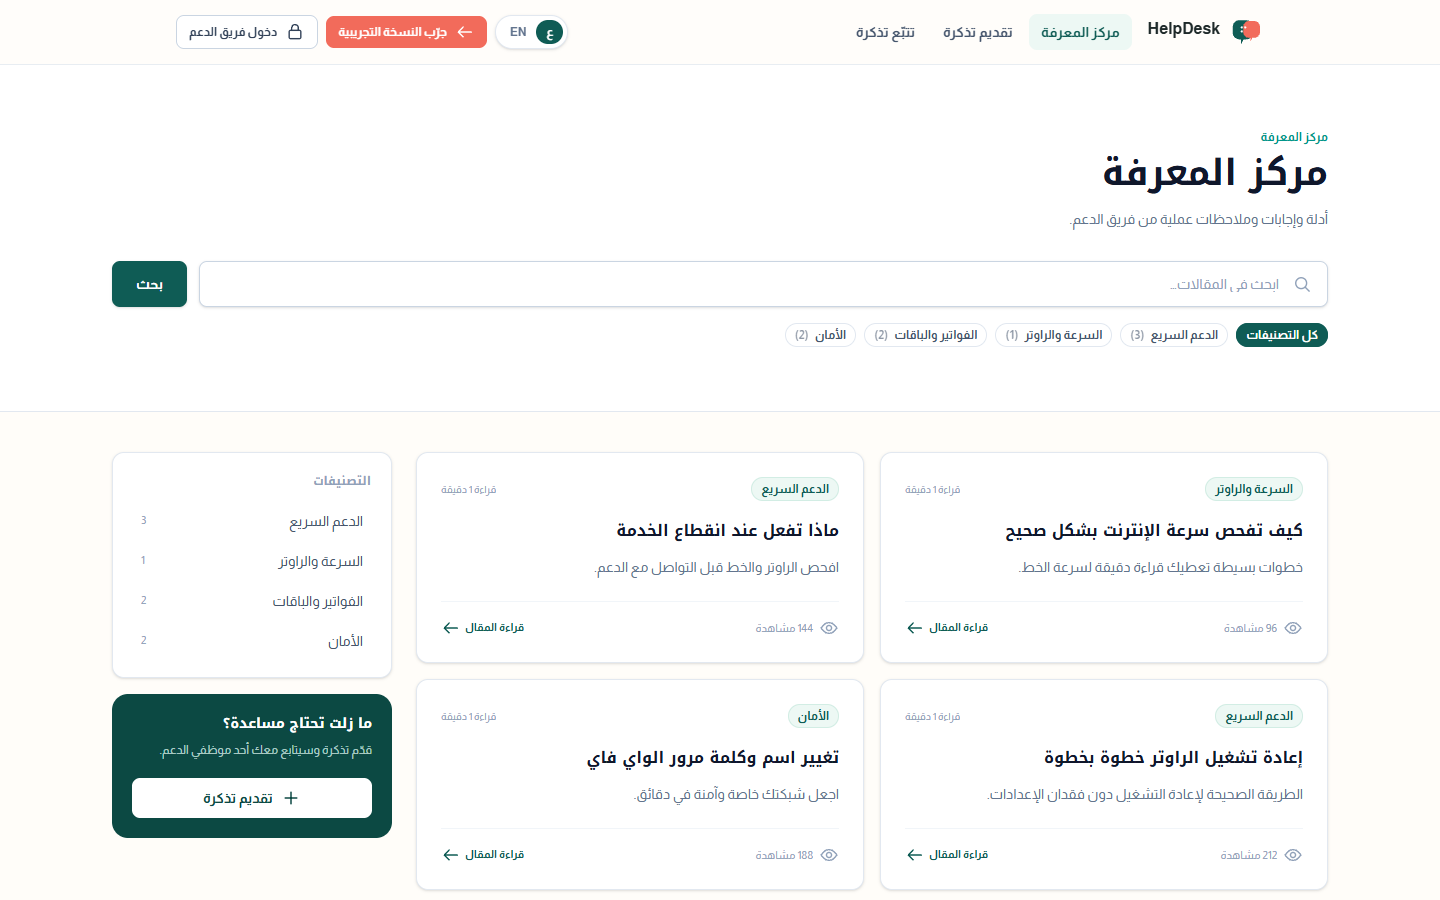 HelpDesk
مركز المعرفة
تقديم تذكرة
تتبّع تذكرة
ع
EN
جرّب النسخة التجريبية
دخول فريق الدعم
مركز المعرفة
مركز المعرفة
أدلة وإجابات وملاحظات عملية من فريق الدعم.
ابحث في المقالات...
بحث
كل التصنيفات
الدعم السريع (3)
السرعة والراوتر (1)
الفواتير والباقات (2)
الأمان (2)
السرعة والراوتر
قراءة 1 دقيقة
كيف تفحص سرعة الإنترنت بشكل صحيح
خطوات بسيطة تعطيك قراءة دقيقة لسرعة الخط.
96 مشاهدة
قراءة المقال
الدعم السريع
قراءة 1 دقيقة
ماذا تفعل عند انقطاع الخدمة
افحص الراوتر والخط قبل التواصل مع الدعم.
144 مشاهدة
قراءة المقال
الدعم السريع
قراءة 1 دقيقة
إعادة تشغيل الراوتر خطوة بخطوة
الطريقة الصحيحة لإعادة التشغيل دون فقدان الإعدادات.
212 مشاهدة
قراءة المقال
الأمان
قراءة 1 دقيقة
تغيير اسم وكلمة مرور الواي فاي
اجعل شبكتك خاصة وآمنة في دقائق.
188 مشاهدة
قراءة المقال
التصنيفات
الدعم السريع 3
السرعة والراوتر 1
الفواتير والباقات 2
الأمان 2
ما زلت تحتاج مساعدة؟
قدّم تذكرة وسيتابع معك أحد موظفي الدعم.
تقديم تذكرة